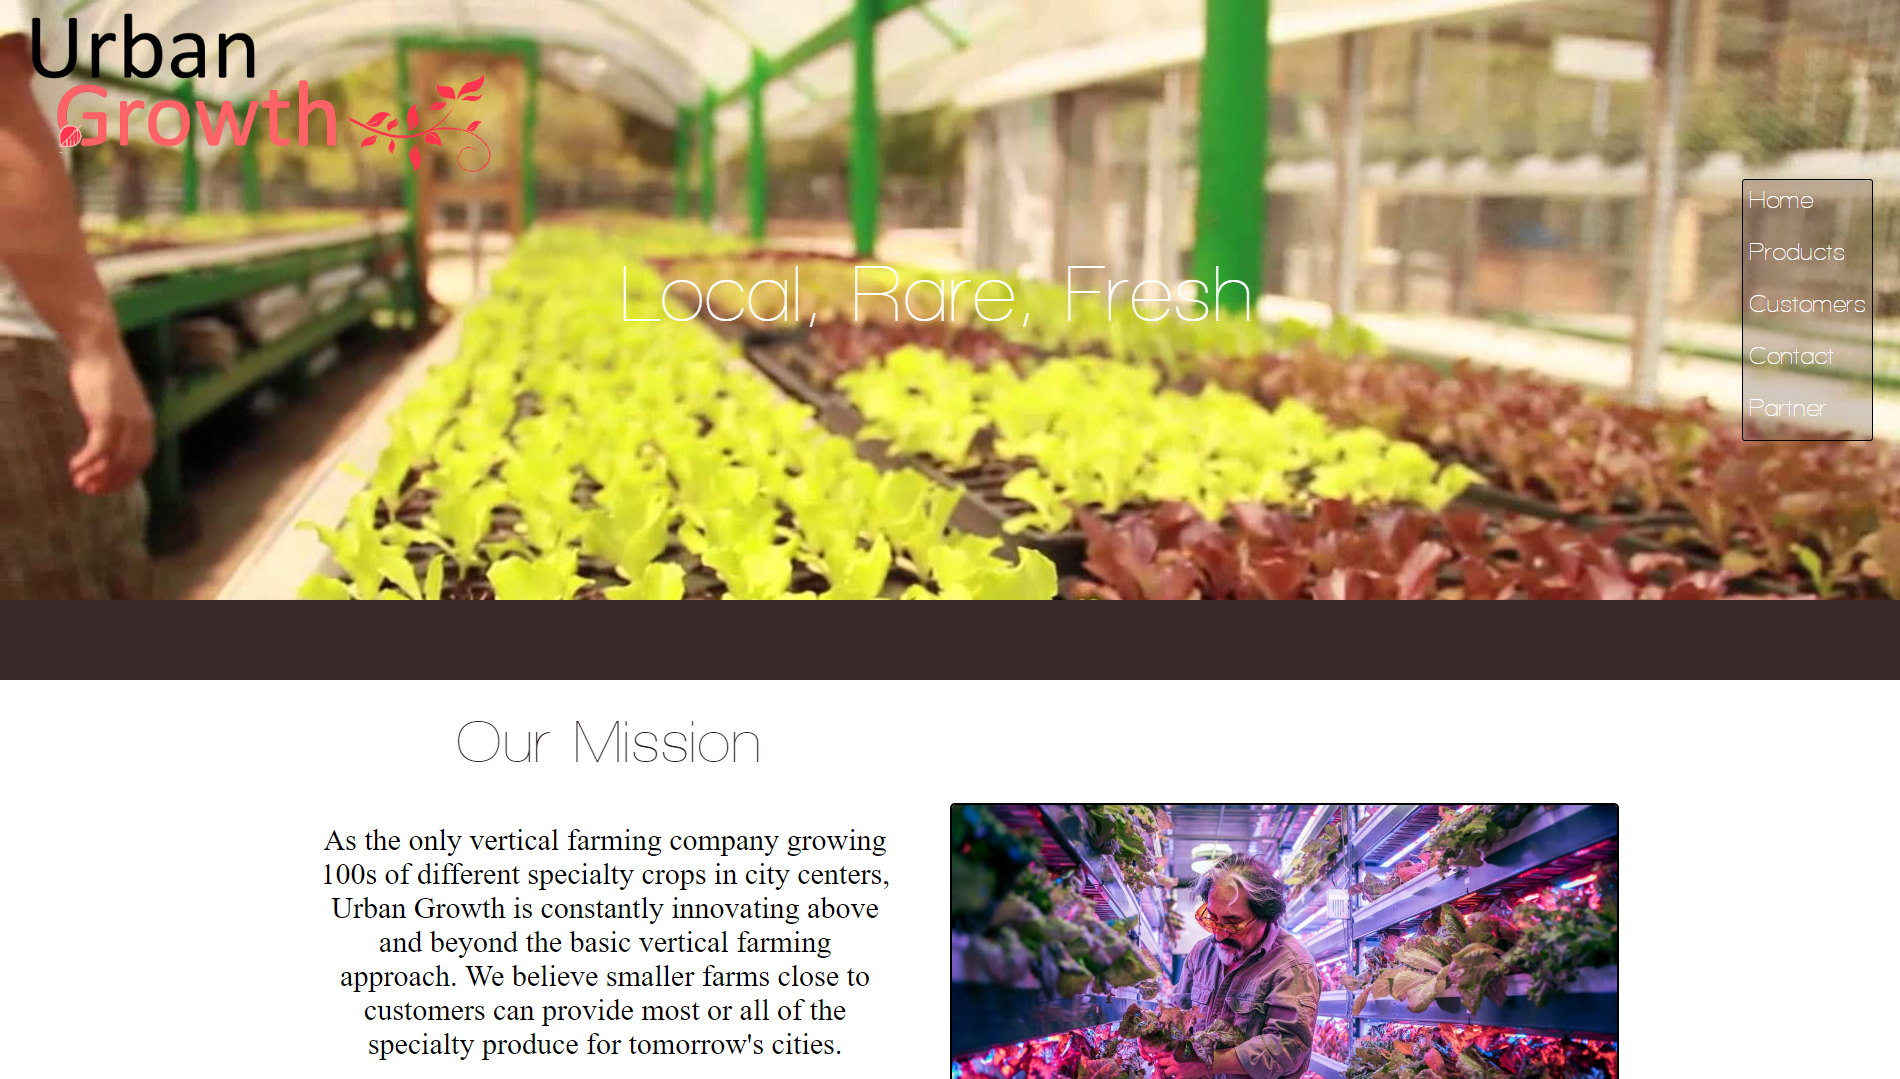 Urban
Growth
Home
Products
Local, Rare, Fresh
Customers
Contact
Partner
Our Mission
As the only vertical farming company growing
100s of different specialty crops in city centers,
Urban Growth is constantly innovating above
and beyond the basic vertical farming
approach. We believe smaller farms close to
customers can provide most or all of the
specialty produce for tomorrow's cities.